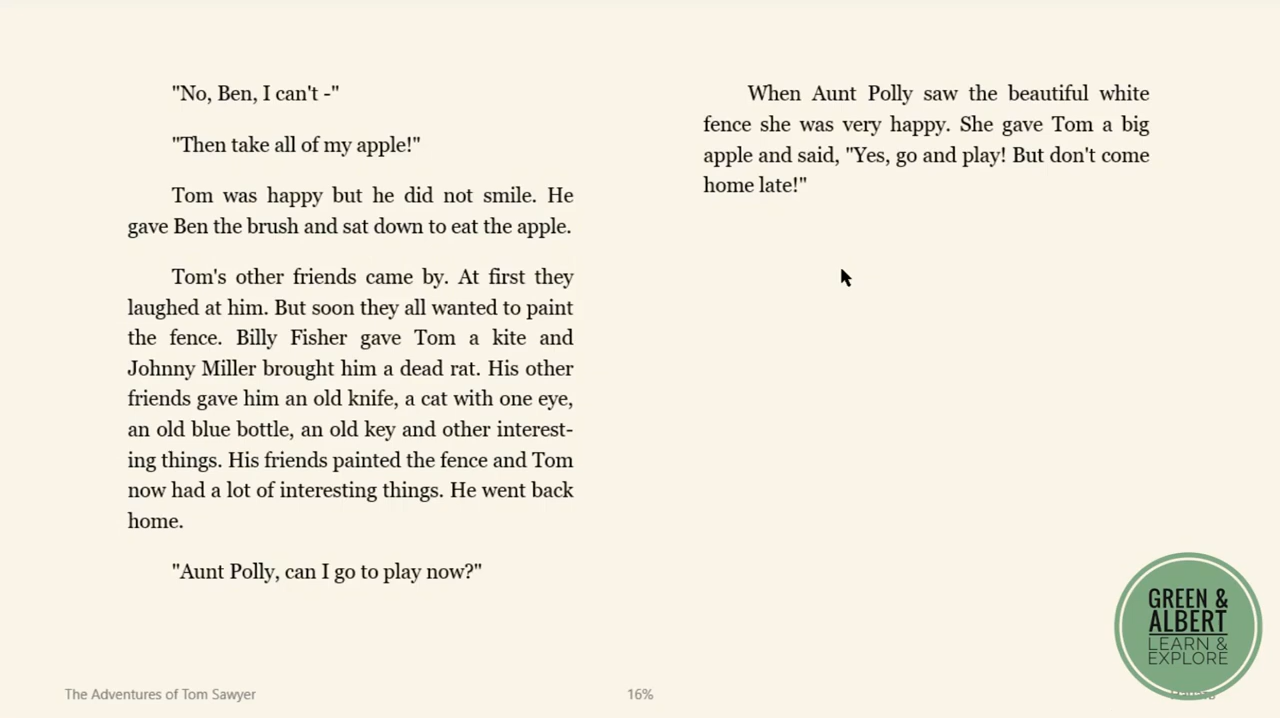 "No, Ben, I can't -"
"Then take all of my apple!"
Tom was happy but he did not smile. He
gave Ben the brush and sat down to eat the apple.
Tom's other friends came by. At first they
laughed at him. But soon they all wanted to paint
the fence. Billy Fisher gave Tom a kite and
Johnny Miller brought him a dead rat. His other
friends gave him an old knife, a cat with one eye,
an old blue bottle, an old key and other interest-
ing things. His friends painted the fence and Tom
now had a lot of interesting things. He went back
home.
"Aunt Polly, can I go to play now?"
When Aunt Polly saw the beautiful white
fence she was very happy. She gave Tom a big
apple and said, "Yes, go and play! But don't come
home late!"
GREEN &
ALBERT
LEARN &
EXPLORE
The Adventures of Tom Sawyer
16%